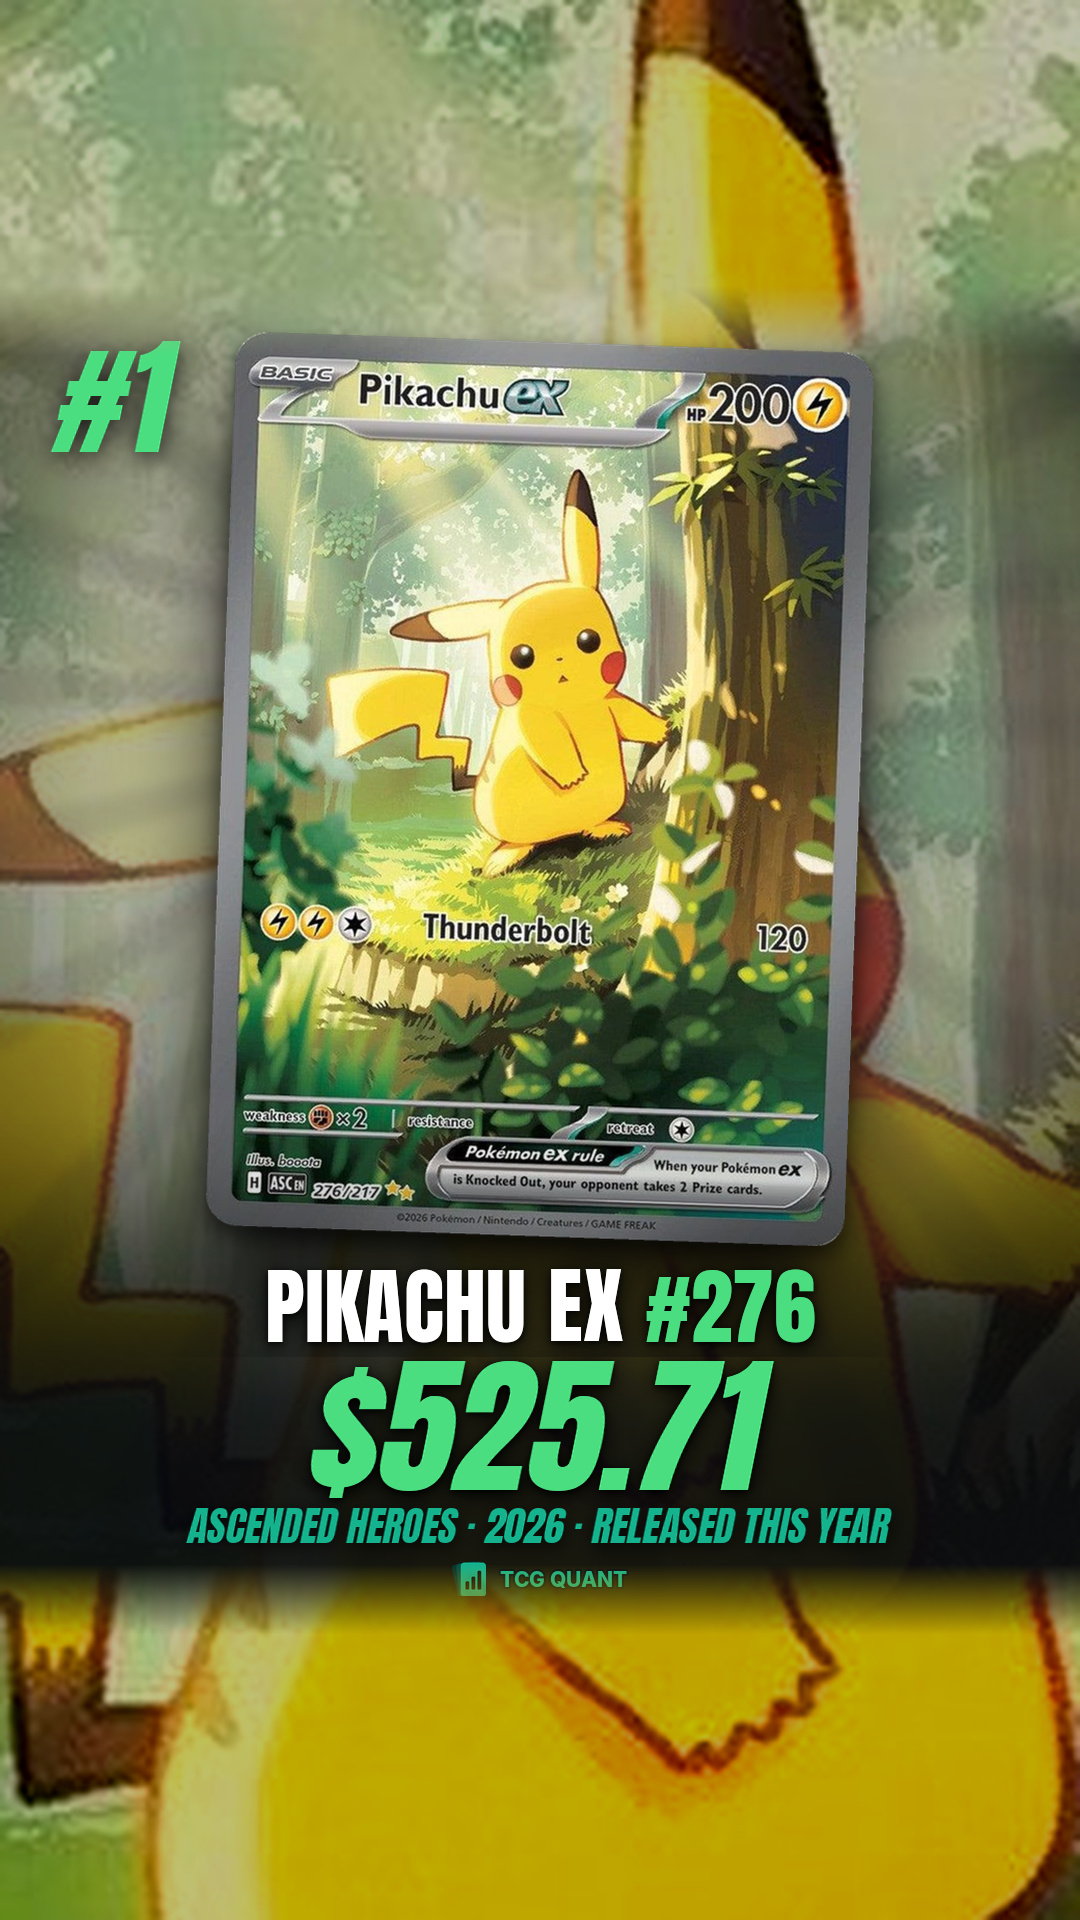 #1
BASIC
Pikachu ex
HP 200
Thunderbolt 120
weakness ×2 resistance retreat
Illus. booota
Pokémon ex rule
When your Pokémon ex
is Knocked Out, your opponent takes 2 Prize cards.
H ASC EN 276/217
©2026 Pokémon / Nintendo / Creatures / GAME FREAK
PIKACHU EX #276
$525.71
ASCENDED HEROES · 2026 · RELEASED THIS YEAR
TCG QUANT